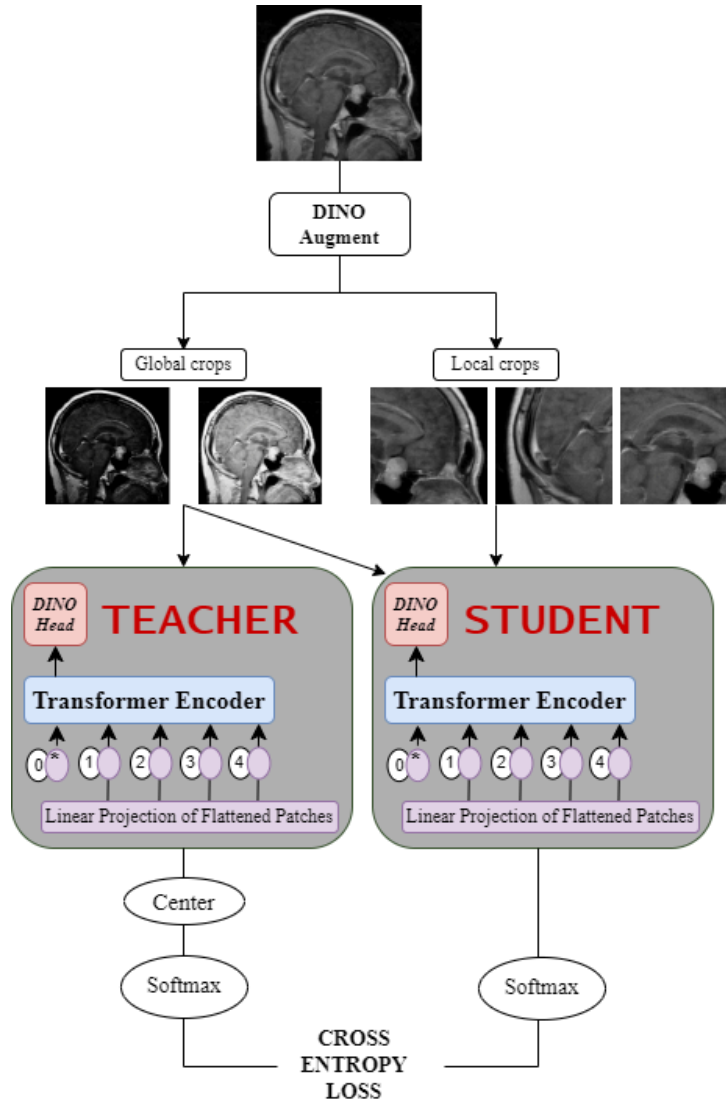 DINO
Augment
Global crops
Local crops
DINO
Head
TEACHER
Transformer Encoder
0 * 1 2 3 4
Linear Projection of Flattened Patches
DINO
Head
STUDENT
Transformer Encoder
0 * 1 2 3 4
Linear Projection of Flattened Patches
Center
Softmax
Softmax
CROSS
ENTROPY
LOSS